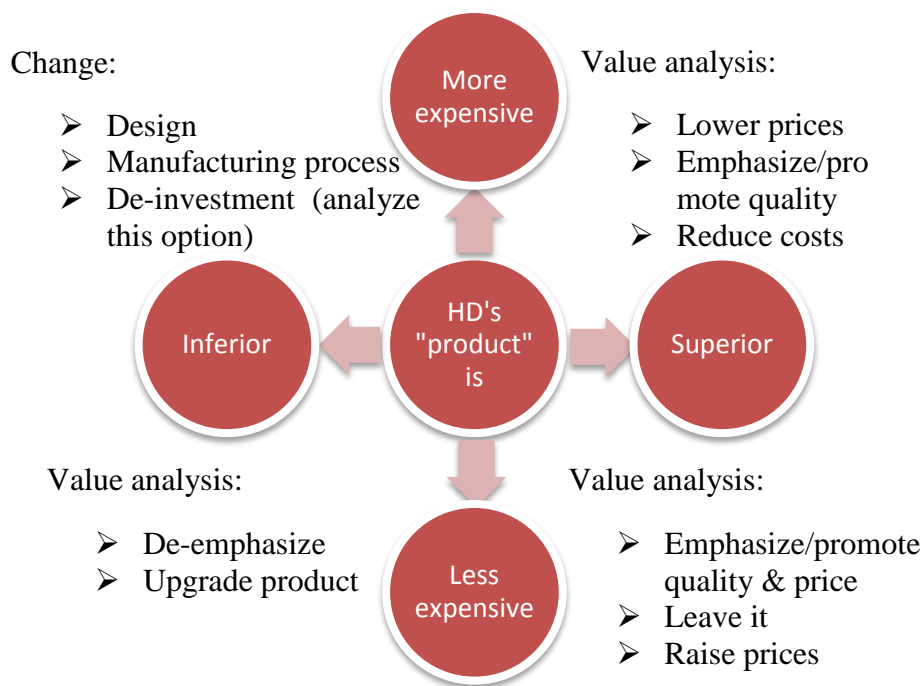 Change:
➢ Design
➢ Manufacturing process
➢ De-investment (analyze
this option)
More
expensive
Value analysis:
➢ Lower prices
➢ Emphasize/pro
mote quality
➢ Reduce costs
Inferior
HD's
"product"
is
Superior
Value analysis:
➢ De-emphasize
➢ Upgrade product
Less
expensive
Value analysis:
➢ Emphasize/promote
quality & price
➢ Leave it
➢ Raise prices